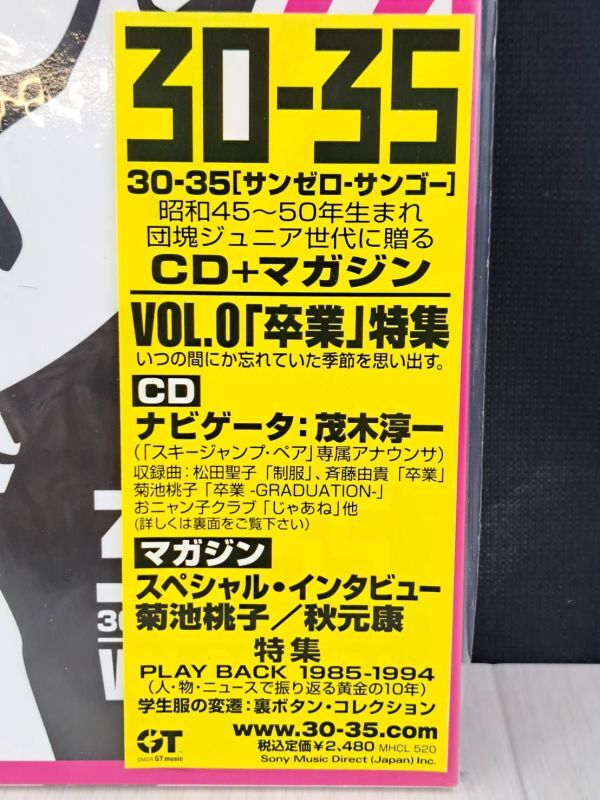 30-35
30-35[サンゼロ-サンゴー]
昭和45〜50年生まれ
団塊ジュニア世代に贈る
CD+マガジン
VOL.0「卒業」特集
いつの間にか忘れていた季節を思い出す。
CD
ナビゲータ：茂木淳一
(「スキージャンプ・ペア」専属アナウンサ)
収録曲：松田聖子「制服」、斉藤由貴「卒業」
菊池桃子「卒業 -GRADUATION-」
おニャン子クラブ「じゃあね」他
(詳しくは裏面をご覧下さい)
マガジン
スペシャル・インタビュー
菊池桃子／秋元康
特集
PLAY BACK 1985-1994
(人・物・ニュースで振り返る黄金の10年)
学生服の変遷：裏ボタン・コレクション
www.30-35.com
税込定価¥2,480 MHCL 520
Sony Music Direct (Japan) Inc.
GT
SMDR GT music